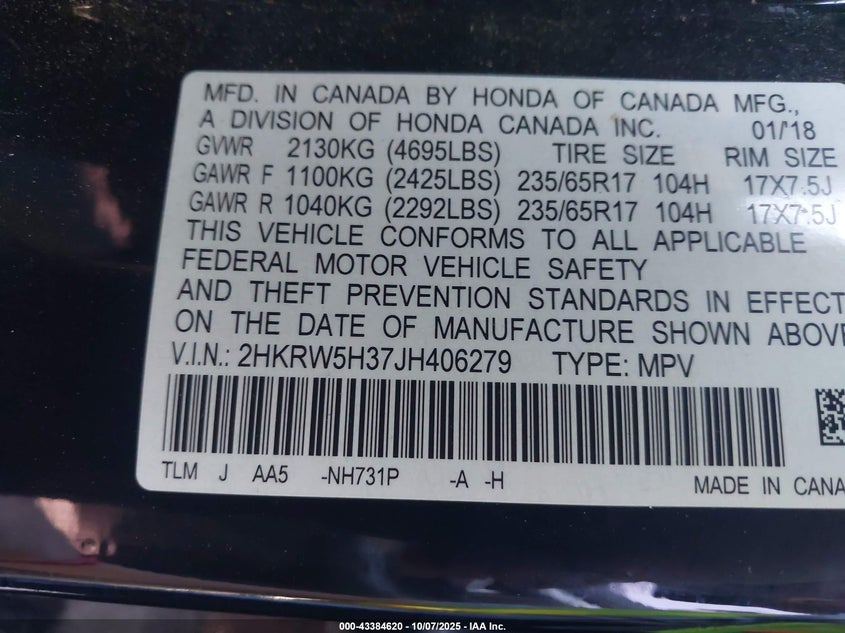 MFD. IN CANADA BY HONDA OF CANADA MFG.,
A DIVISION OF HONDA CANADA INC. 01/18
GVWR 2130KG (4695LBS) TIRE SIZE RIM SIZE
GAWR F 1100KG (2425LBS) 235/65R17 104H 17X7.5J
GAWR R 1040KG (2292LBS) 235/65R17 104H 17X7.5J
THIS VEHICLE CONFORMS TO ALL APPLICABLE
FEDERAL MOTOR VEHICLE SAFETY
AND THEFT PREVENTION STANDARDS IN EFFECT
ON THE DATE OF MANUFACTURE SHOWN ABOVE
V.I.N.: 2HKRW5H37JH406279 TYPE: MPV
TLM J AA5 -NH731P -A -H
MADE IN CANA
000-43384620 - 10/07/2025 - IAA Inc.